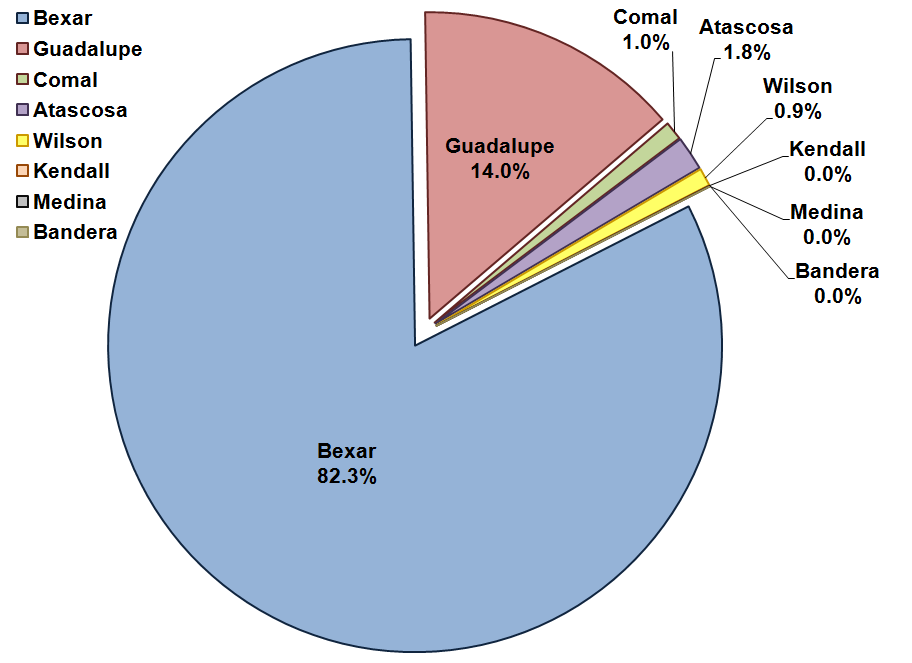 Bexar
Guadalupe
Comal
Atascosa
Wilson
Kendall
Medina
Bandera
Comal
1.0%
Atascosa
1.8%
Wilson
0.9%
Guadalupe
14.0%
Kendall
0.0%
Medina
0.0%
Bandera
0.0%
Bexar
82.3%